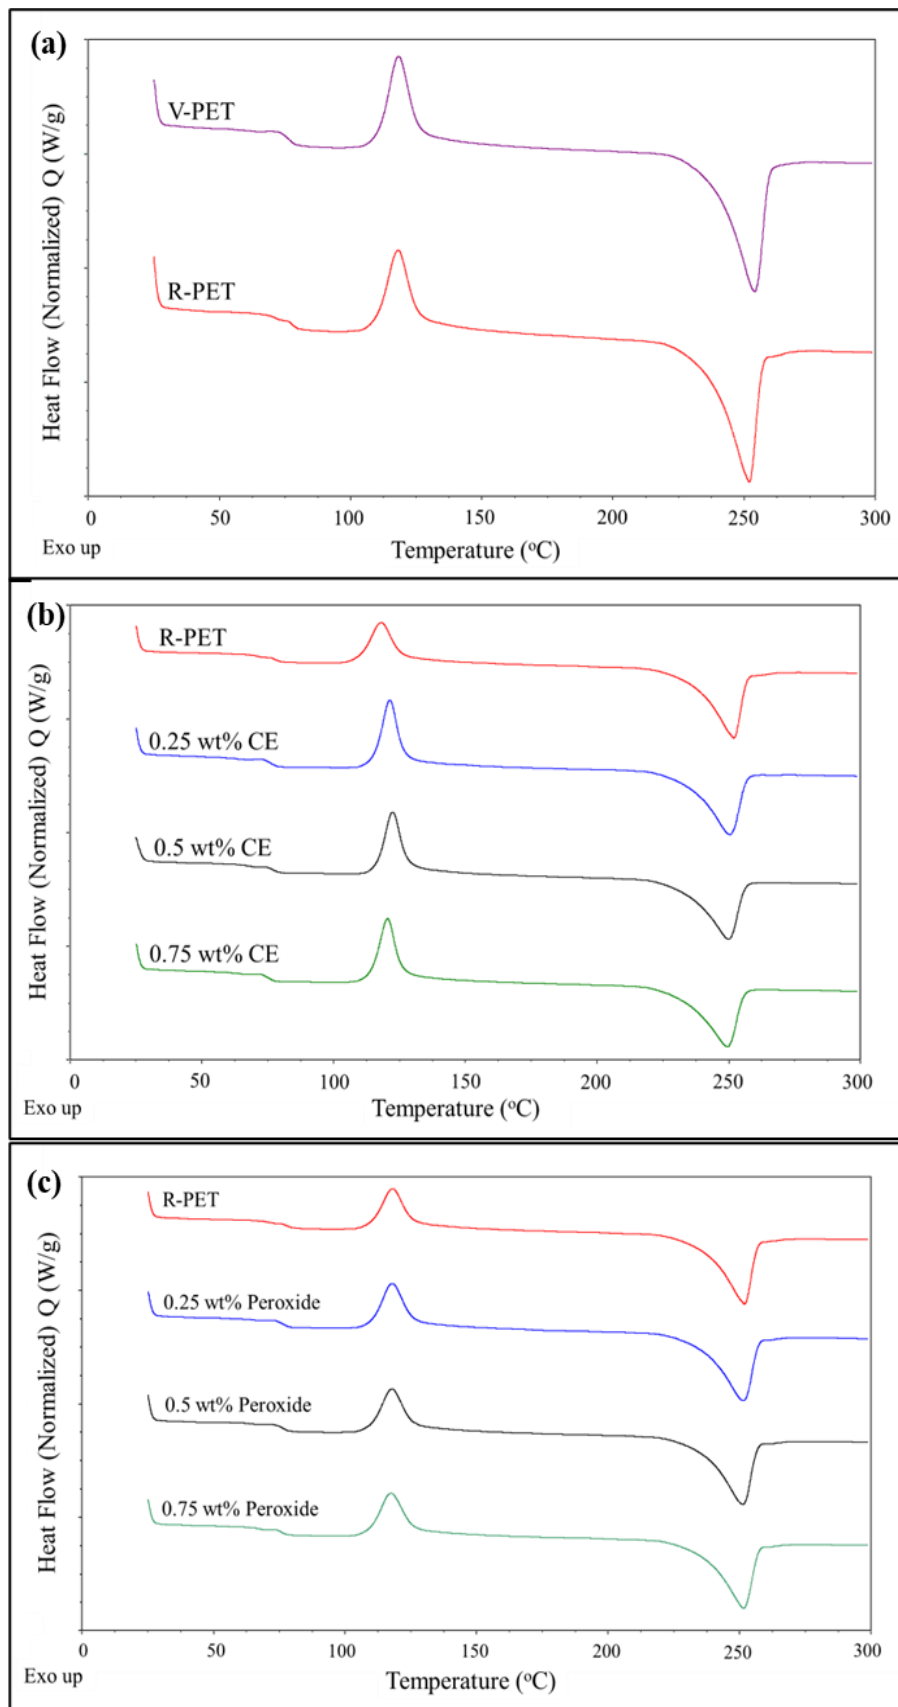 (a)
V-PET
R-PET
Heat Flow (Normalized) Q (W/g)
0 50 100 150 200 250 300
Exo up
Temperature (°C)
(b)
R-PET
0.25 wt% CE
0.5 wt% CE
0.75 wt% CE
Heat Flow (Normalized) Q (W/g)
0 50 100 150 200 250 300
Exo up
Temperature (°C)
(c)
R-PET
0.25 wt% Peroxide
0.5 wt% Peroxide
0.75 wt% Peroxide
Heat Flow (Normalized) Q (W/g)
0 50 100 150 200 250 300
Exo up
Temperature (°C)